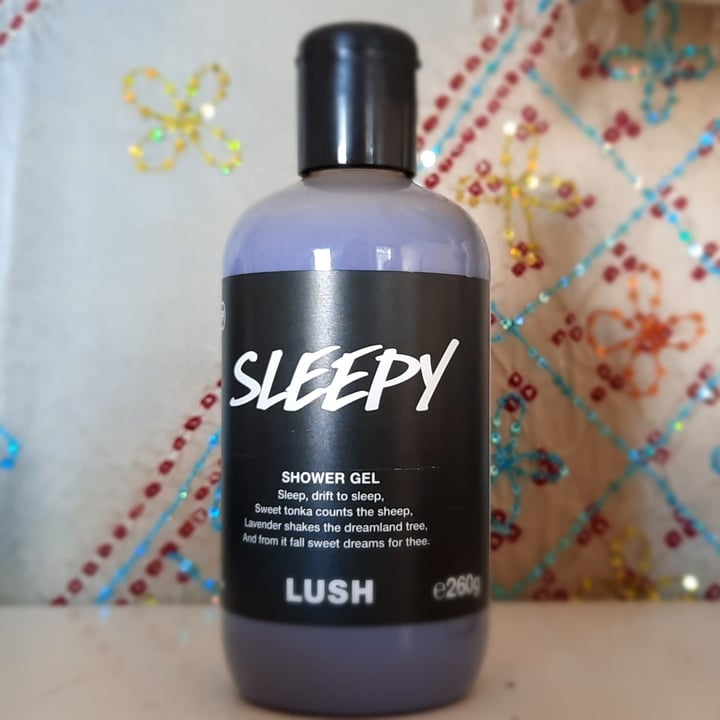 SLEEPY
SHOWER GEL
Sleep, drift to sleep,
Sweet tonka counts the sheep,
Lavender shakes the dreamland tree,
And from it fall sweet dreams for thee.
LUSH
℮260g